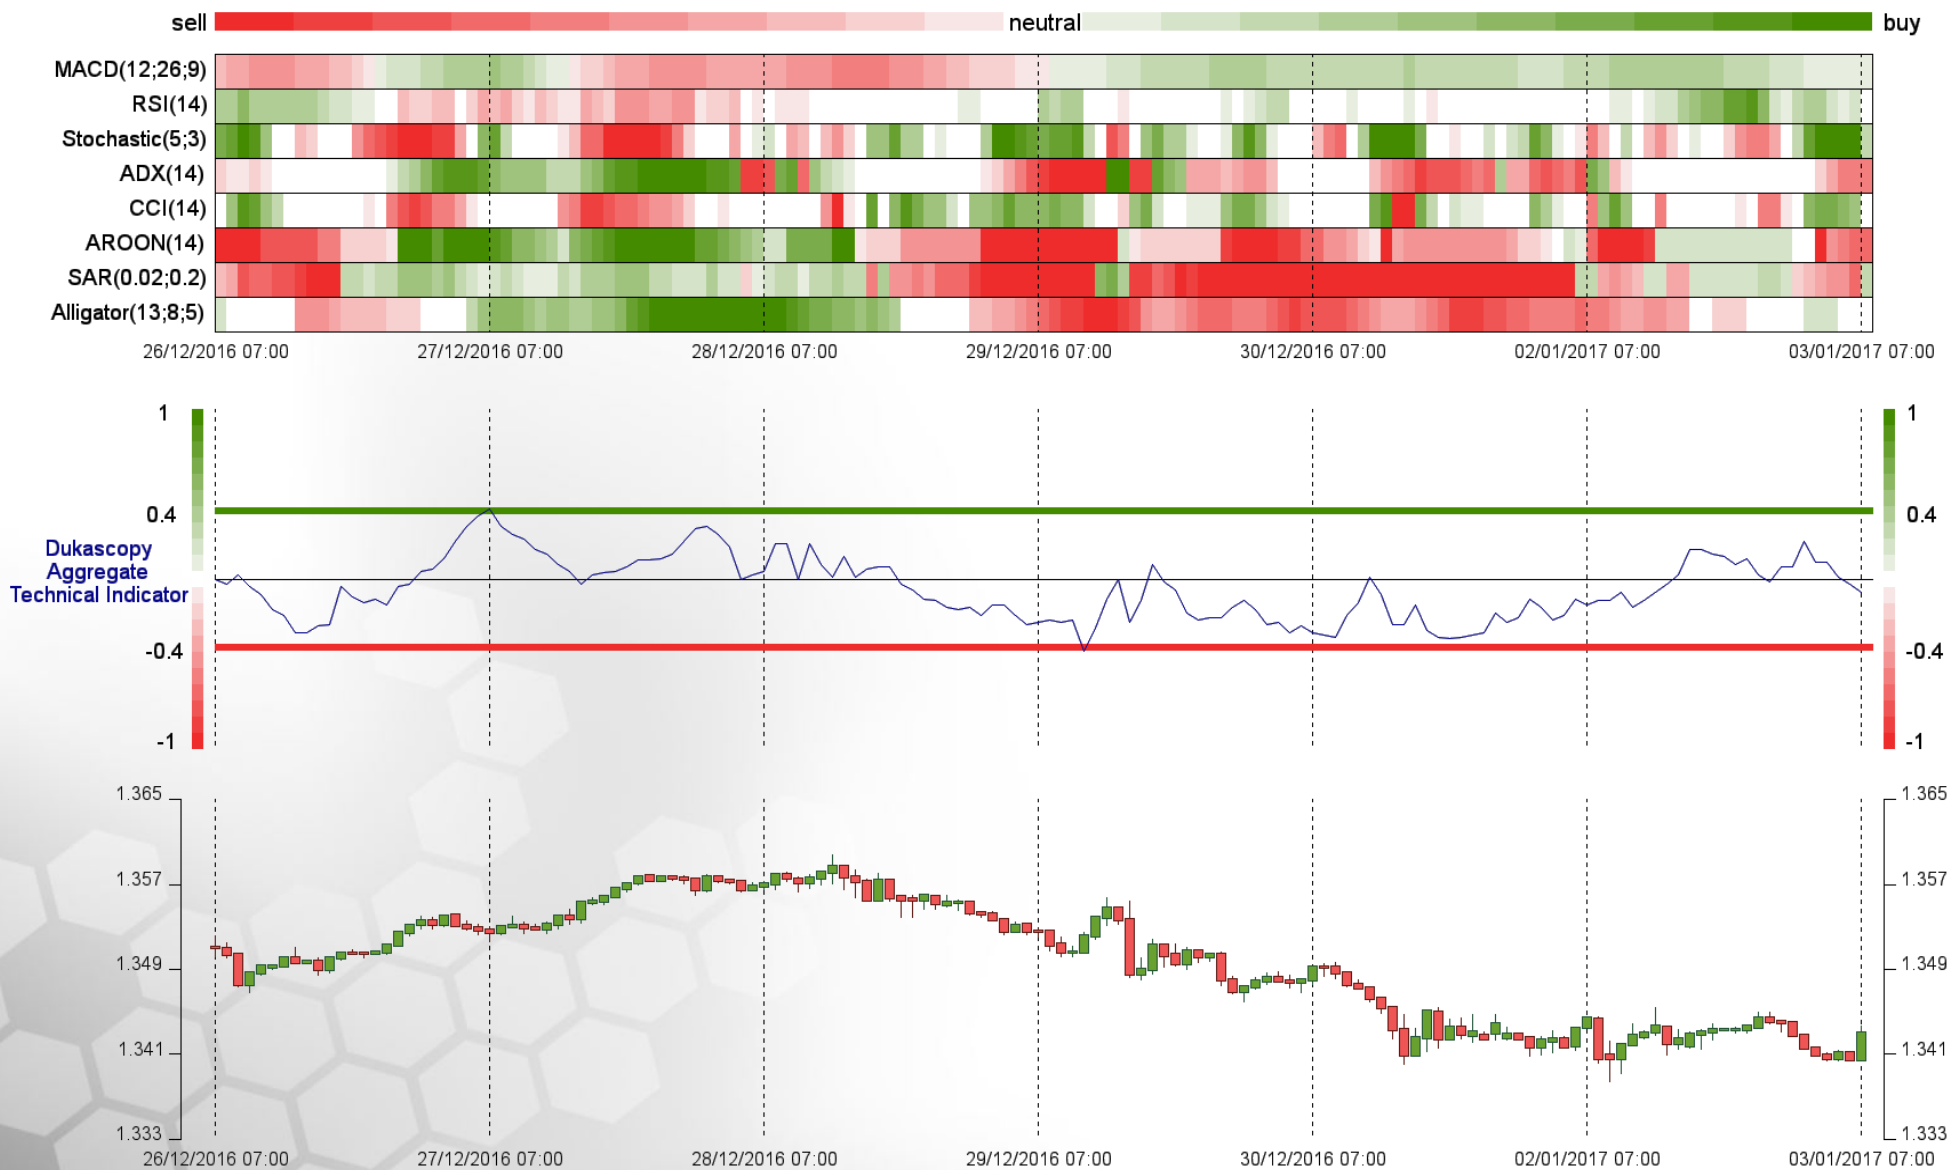 sell neutral buy
MACD(12;26;9)
RSI(14)
Stochastic(5;3)
ADX(14)
CCI(14)
AROON(14)
SAR(0.02;0.2)
Alligator(13;8;5)
26/12/2016 07:00 27/12/2016 07:00 28/12/2016 07:00 29/12/2016 07:00 30/12/2016 07:00 02/01/2017 07:00 03/01/2017 07:00
1 1
0.4 0.4
Dukascopy
Aggregate
Technical Indicator
-0.4 -0.4
-1 -1
1.365 1.365
1.357 1.357
1.349 1.349
1.341 1.341
1.333 1.333
26/12/2016 07:00 27/12/2016 07:00 28/12/2016 07:00 29/12/2016 07:00 30/12/2016 07:00 02/01/2017 07:00 03/01/2017 07:00